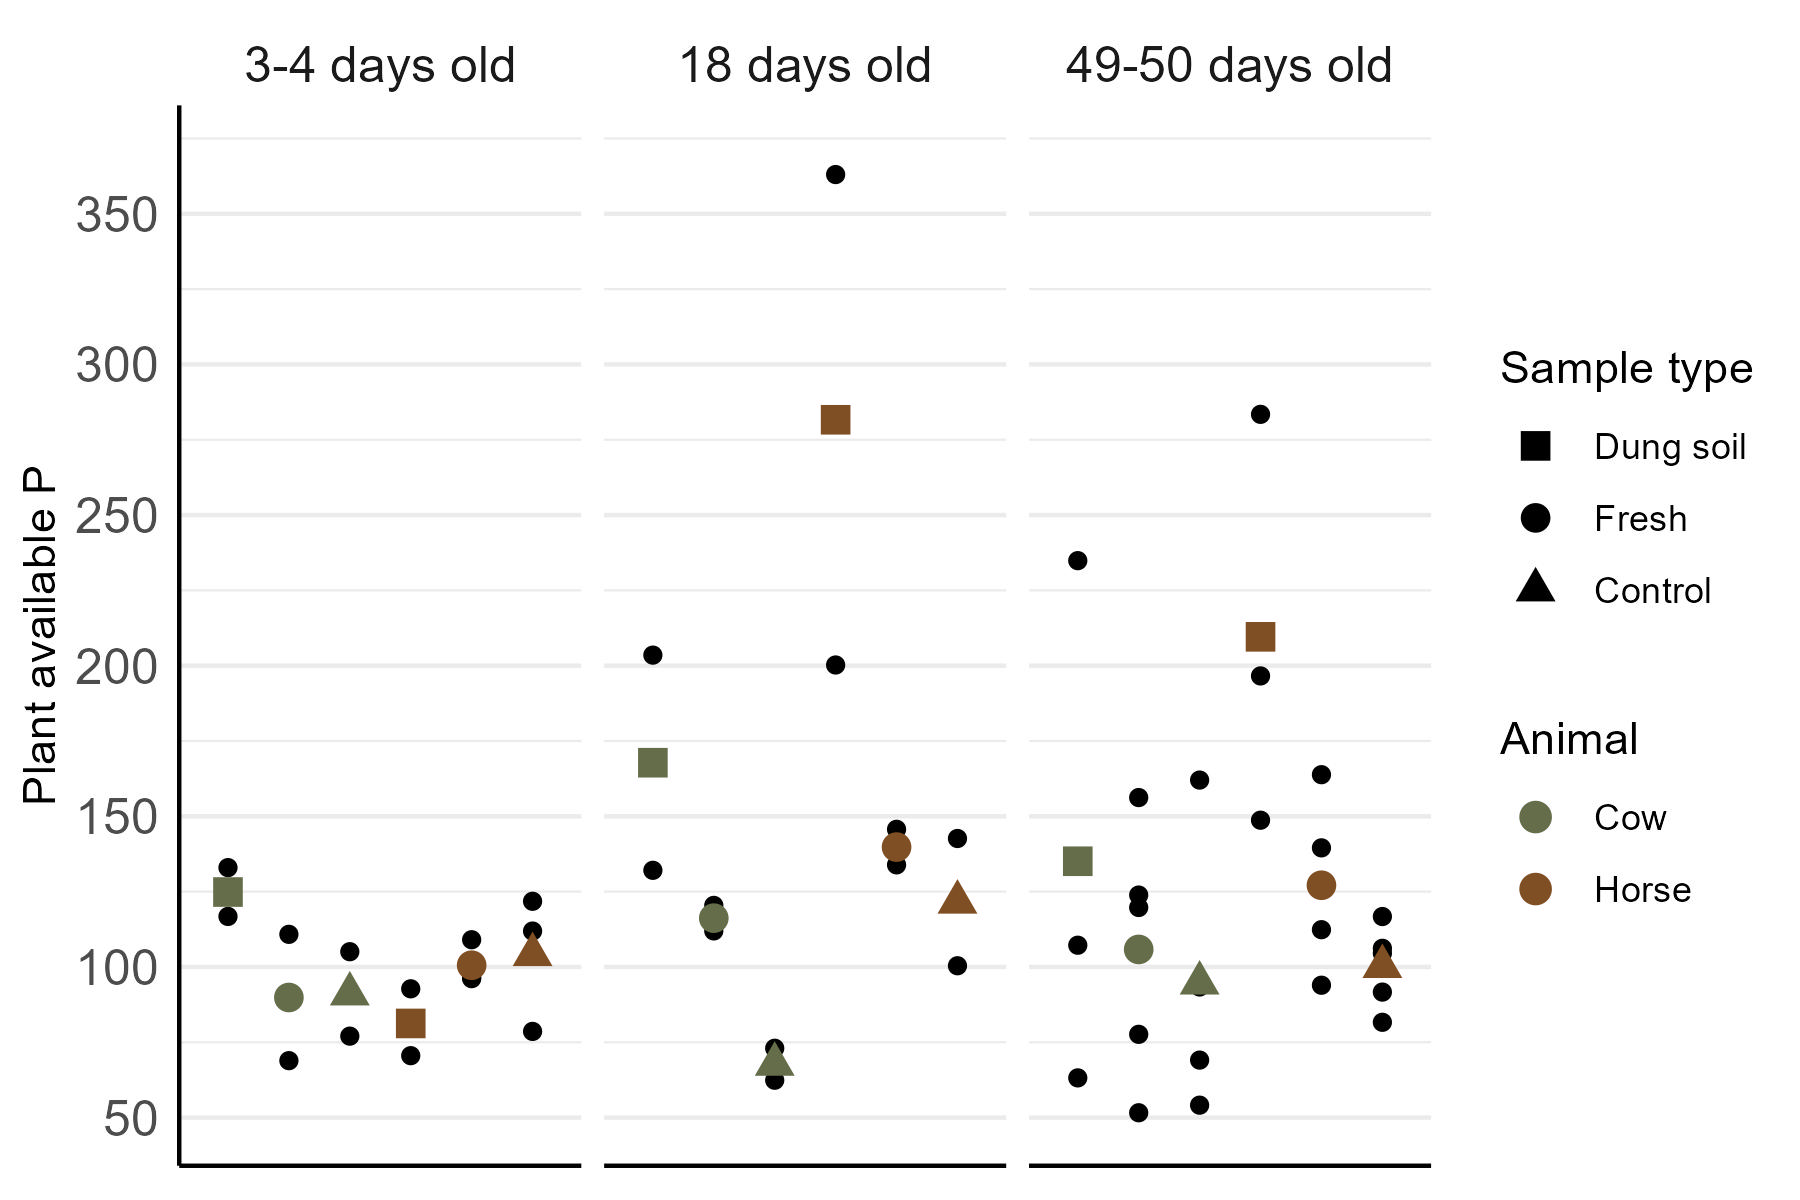 3-4 days old
18 days old
49-50 days old
Plant available P
350
300
250
200
150
100
50
Sample type
Dung soil
Fresh
Control
Animal
Cow
Horse